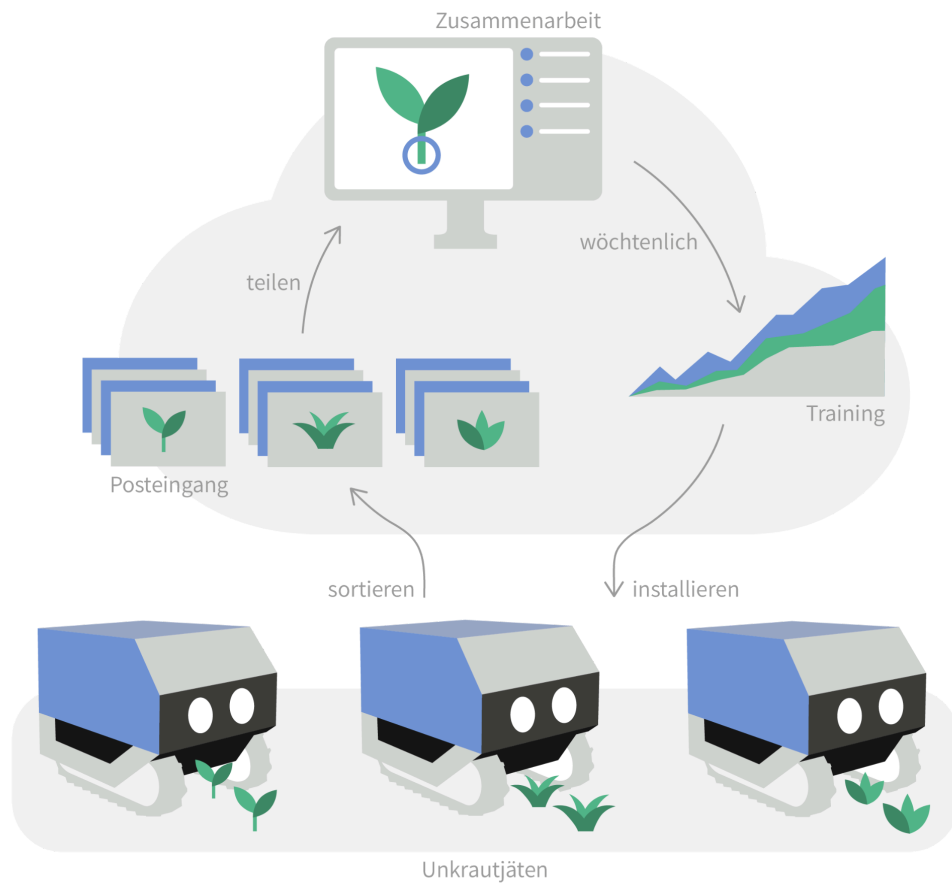 Zusammenarbeit
wöchtenlich
teilen
Training
Posteingang
sortieren
installieren
Unkrautjäten